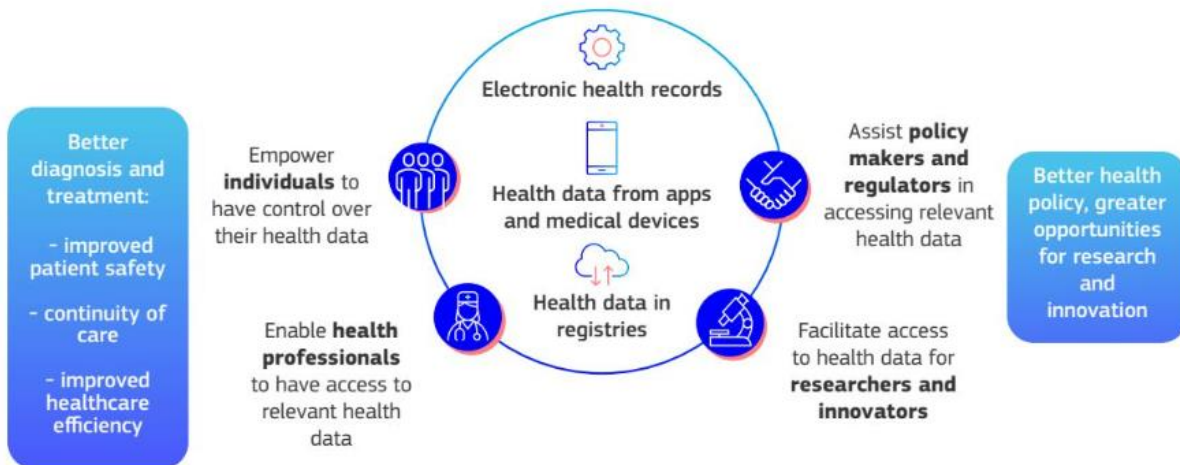 Better
diagnosis and
treatment:
- improved
patient safety
- continuity of
care
- improved
healthcare
efficiency
Empower
individuals to
have control over
their health data
Enable health
professionals
to have access to
relevant health
data
Electronic health records
Health data from apps
and medical devices
Health data in
registries
Assist policy
makers and
regulators in
accessing relevant
health data
Facilitate access
to health data for
researchers and
innovators
Better health
policy, greater
opportunities
for research
and
innovation